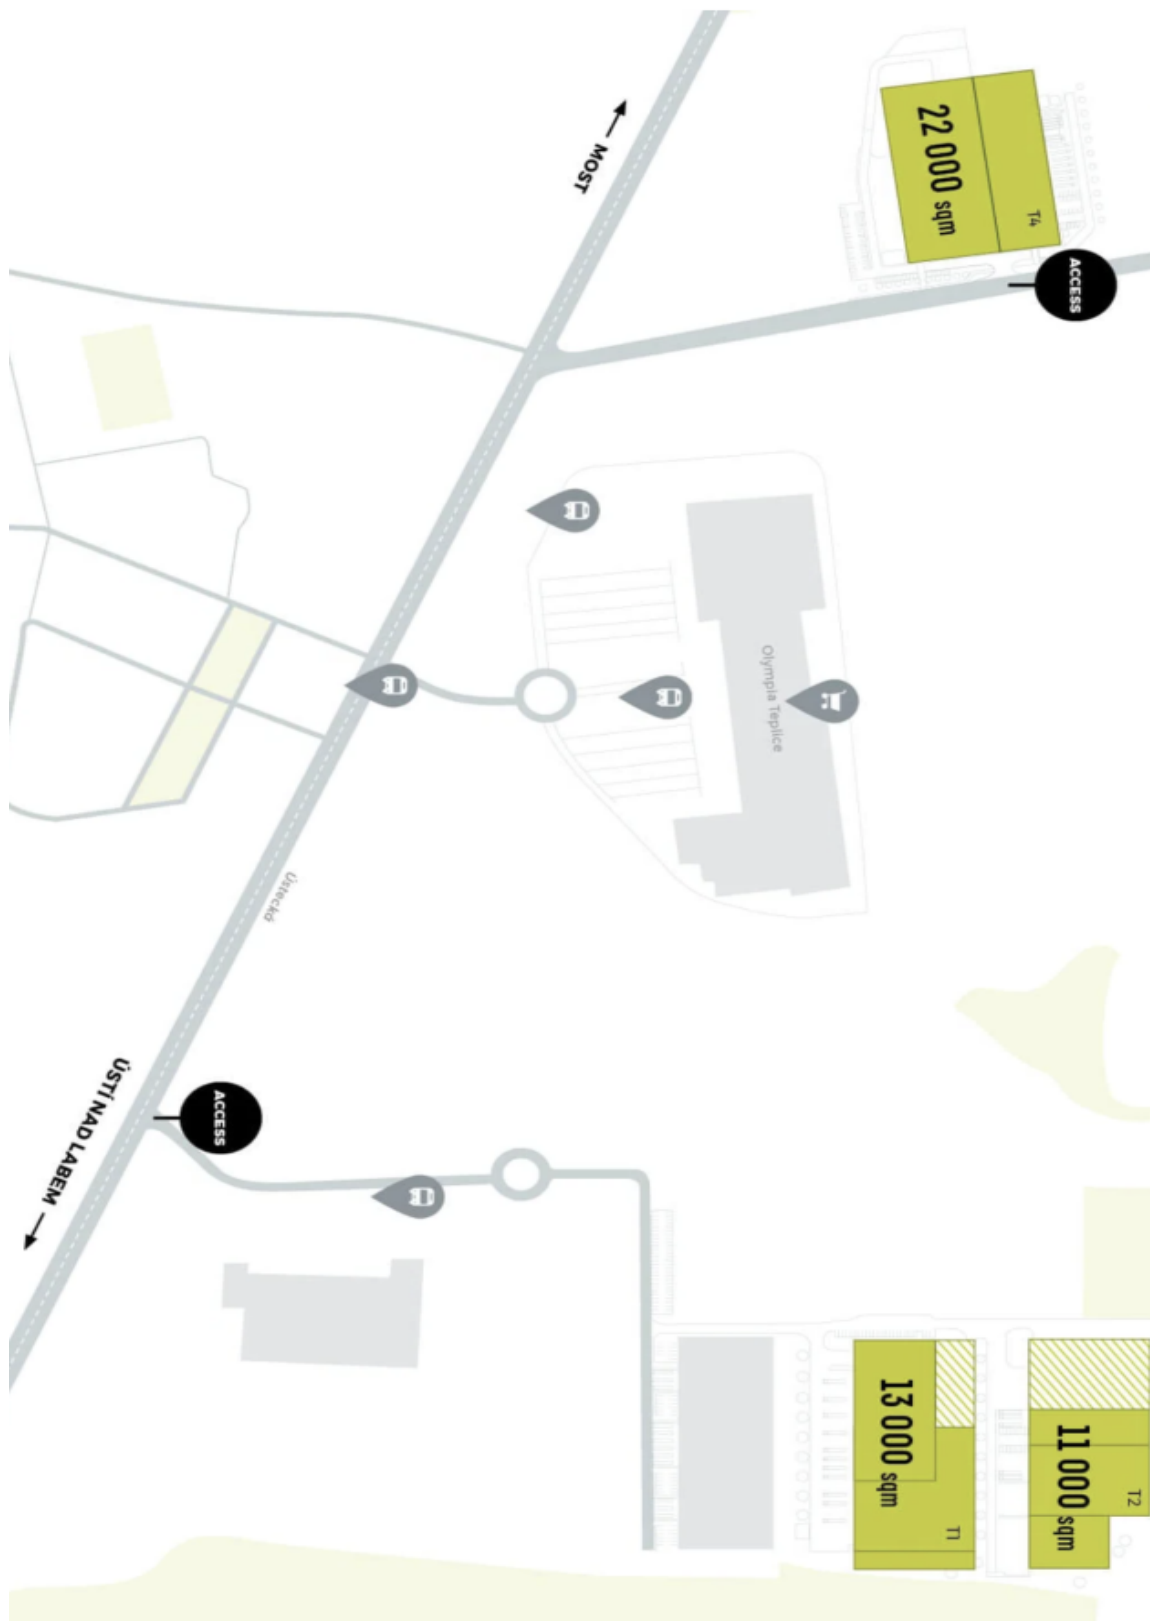 MOST
22 000 sqm
T4
ACCESS
Olympia Teplice
Ústecká
ÚSTÍ NAD LABEM
ACCESS
13 000 sqm
T1
11 000 sqm
T2